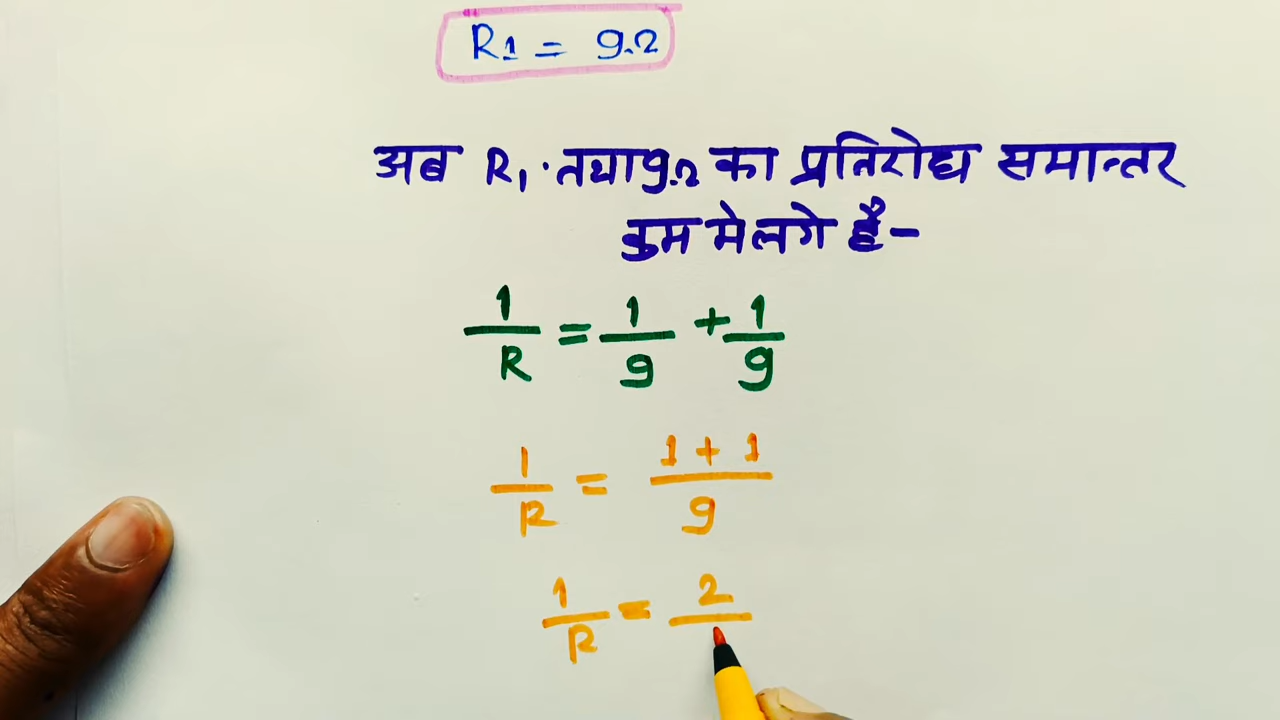 R1 = 9Ω
अब R1. तथा 9Ω का प्रतिरोध समान्तर
क्रम मे लगे है-
1/R = 1/9 + 1/9
1/R = 1+1/9
1/R = 2/